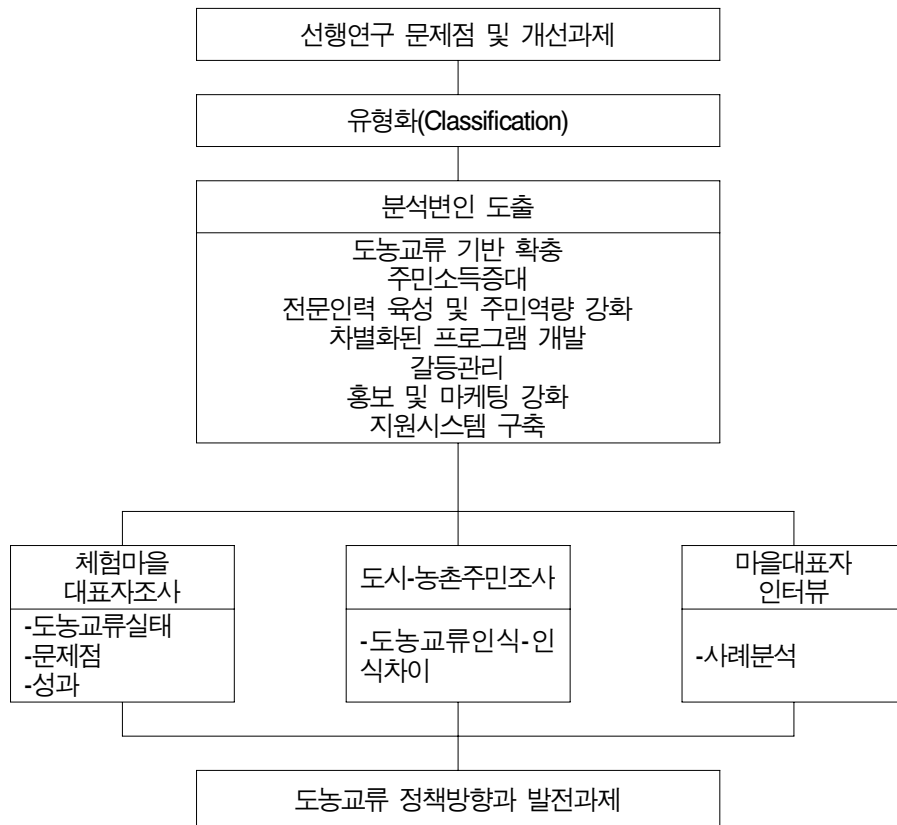 선행연구 문제점 및 개선과제
유형화(Classification)
분석변인 도출
도농교류 기반 확충
주민소득증대
전문인력 육성 및 주민역량 강화
차별화된 프로그램 개발
갈등관리
홍보 및 마케팅 강화
지원시스템 구축
체험마을
대표자조사
-도농교류실태
-문제점
-성과
도시-농촌주민조사
-도농교류인식-인
식차이
마을대표자
인터뷰
-사례분석
도농교류 정책방향과 발전과제